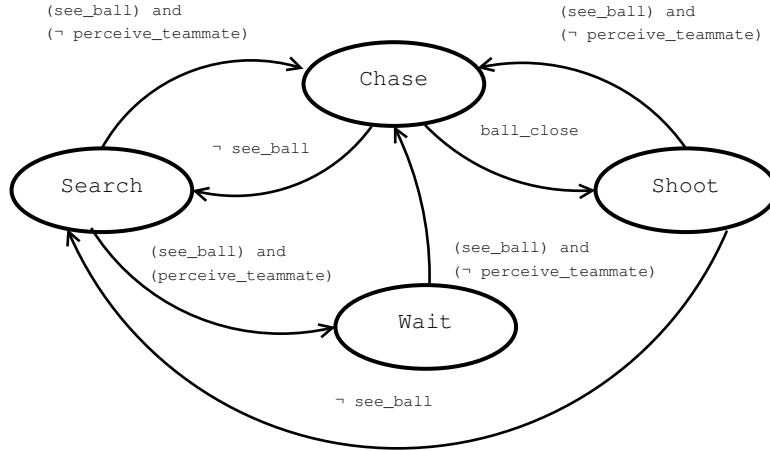 (see_ball) and
(¬ perceive_teammate)
(see_ball) and
(¬ perceive_teammate)
Chase
¬ see_ball
ball_close
Search
Shoot
(see_ball) and
(perceive_teammate)
(see_ball) and
(¬ perceive_teammate)
Wait
¬ see_ball